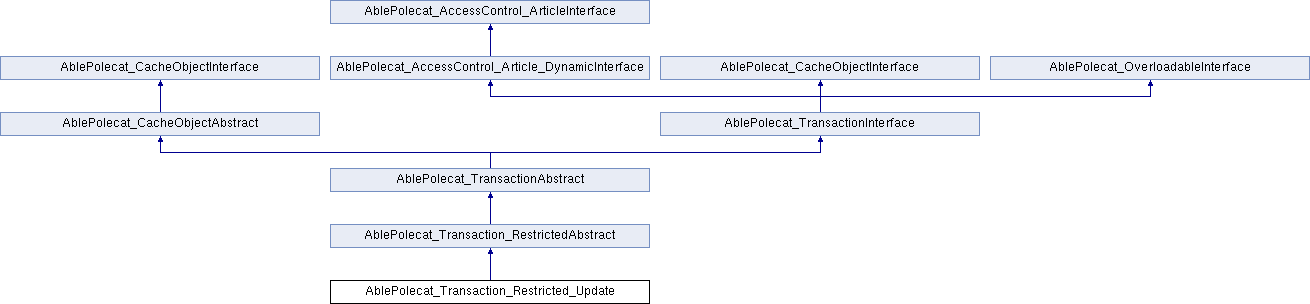 AblePolecat_AccessControl_ArticleInterface
AblePolecat_CacheObjectInterface
AblePolecat_AccessControl_Article_DynamicInterface
AblePolecat_CacheObjectInterface
AblePolecat_OverloadableInterface
AblePolecat_CacheObjectAbstract
AblePolecat_TransactionInterface
AblePolecat_TransactionAbstract
AblePolecat_Transaction_RestrictedAbstract
AblePolecat_Transaction_Restricted_Update